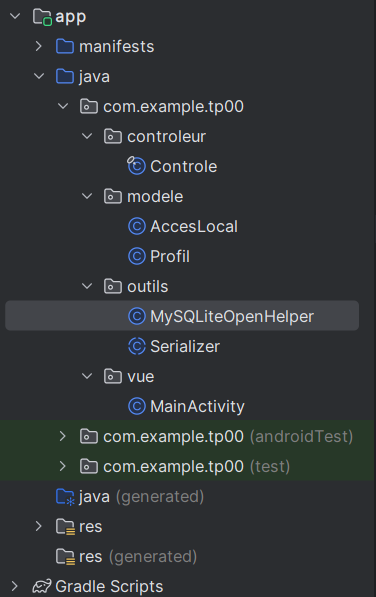 app
manifests
java
com.example.tp00
controleur
Controle
modele
AccesLocal
Profil
outils
MySQLiteOpenHelper
Serializer
vue
MainActivity
com.example.tp00 (androidTest)
com.example.tp00 (test)
java (generated)
res
res (generated)
Gradle Scripts